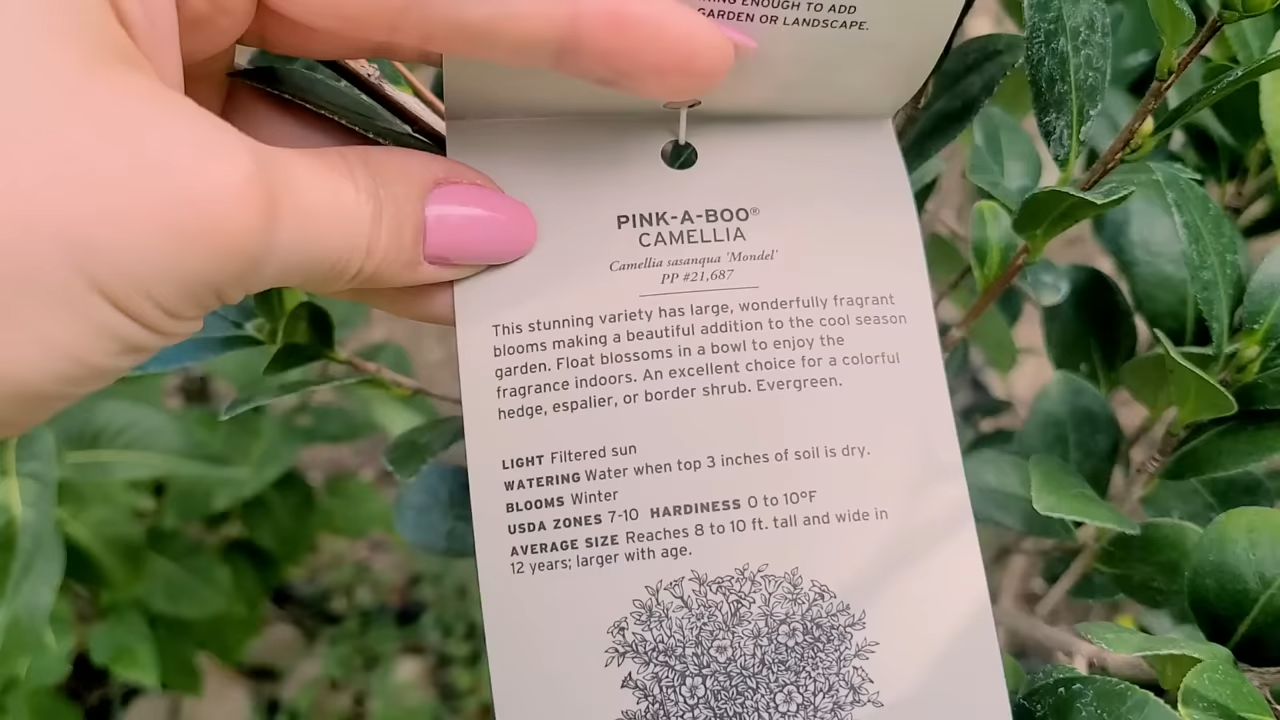 ENOUGH TO ADD
GARDEN OR LANDSCAPE.
PINK-A-BOO®
CAMELLIA
Camellia sasanqua 'Mondel'
PP #21,687
This stunning variety has large, wonderfully fragrant
blooms making a beautiful addition to the cool season
garden. Float blossoms in a bowl to enjoy the
fragrance indoors. An excellent choice for a colorful
hedge, espalier, or border shrub. Evergreen.
LIGHT Filtered sun
WATERING Water when top 3 inches of soil is dry.
BLOOMS Winter
USDA ZONES 7-10 HARDINESS 0 to 10°F
AVERAGE SIZE Reaches 8 to 10 ft. tall and wide in
12 years; larger with age.